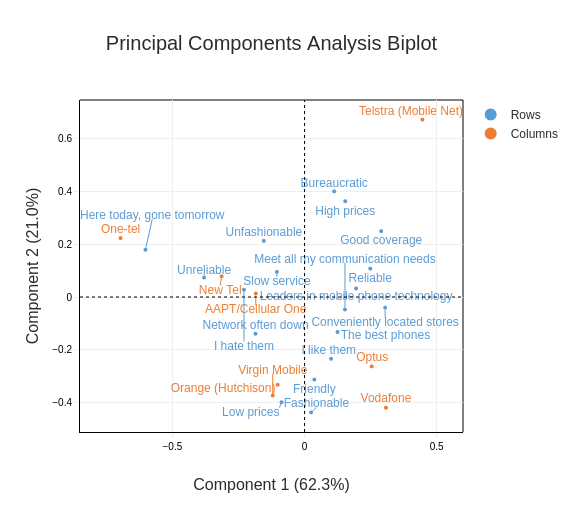 Principal Components Analysis Biplot
Telstra (Mobile Net)
Rows
Columns
0.6
Bureaucratic
0.4
High prices
Here today, gone tomorrow
One-tel
Unfashionable
Good coverage
0.2
Meet all my communication needs
Unreliable
Slow service
Reliable
New Tel
Leaders in mobile phone technology
0
AAPT/Cellular One
Network often down
Conveniently located stores
The best phones
I hate them
I like them
−0.2
Optus
Virgin Mobile
Orange (Hutchison)
Friendly
Vodafone
−0.4
Low prices
Fashionable
−0.5
0
0.5
Component 2 (21.0%)
Component 1 (62.3%)